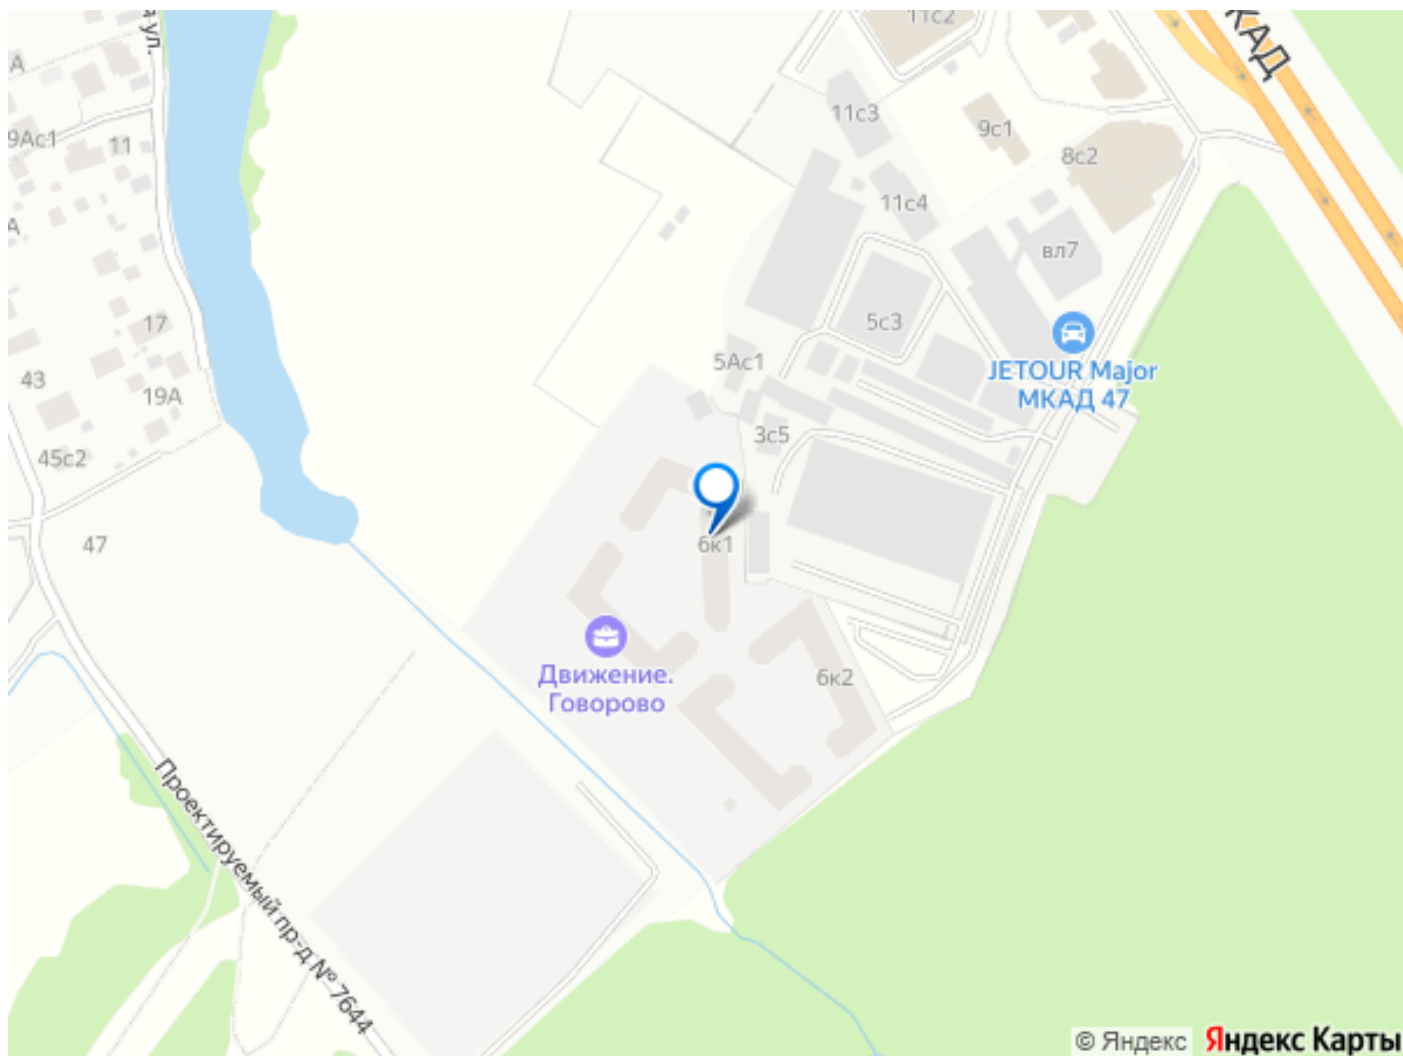 а ул.
11с2
КАД
А
9Ас1
11
11с3
9с1
8с2
11с4
А
вл7
17
5с3
5Ас1
JETOUR Major
МКАД 47
43
19А
3с5
45с2
47
6к1
Движение.
Говорово
6к2
Проектируемый пр-д № 7644
© Яндекс Яндекс Карты